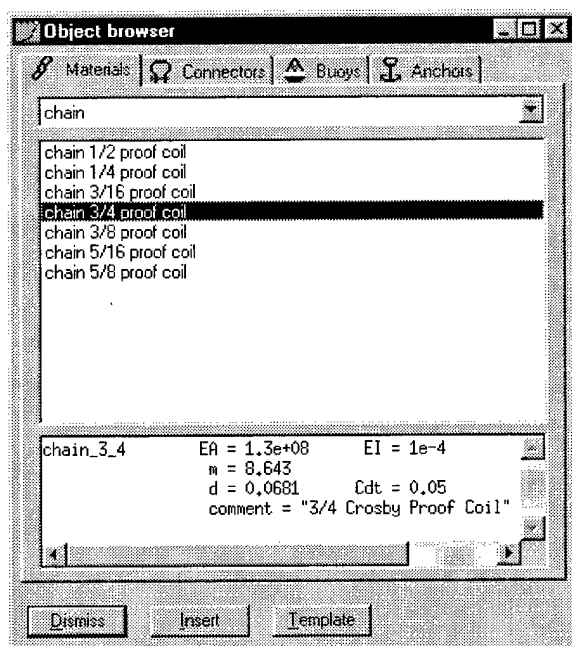 Object browser
Materials Connectors Buoys Anchors
chain
chain 1/2 proof coil
chain 1/4 proof coil
chain 3/16 proof coil
chain 3/4 proof coil
chain 3/8 proof coil
chain 5/16 proof coil
chain 5/8 proof coil
chain_3_4 EA = 1.3e+08 EI = 1e-4
m = 8.643
d = 0.0681 Cdt = 0.05
comment = "3/4 Crosby Proof Coil"
Dismiss Insert Template